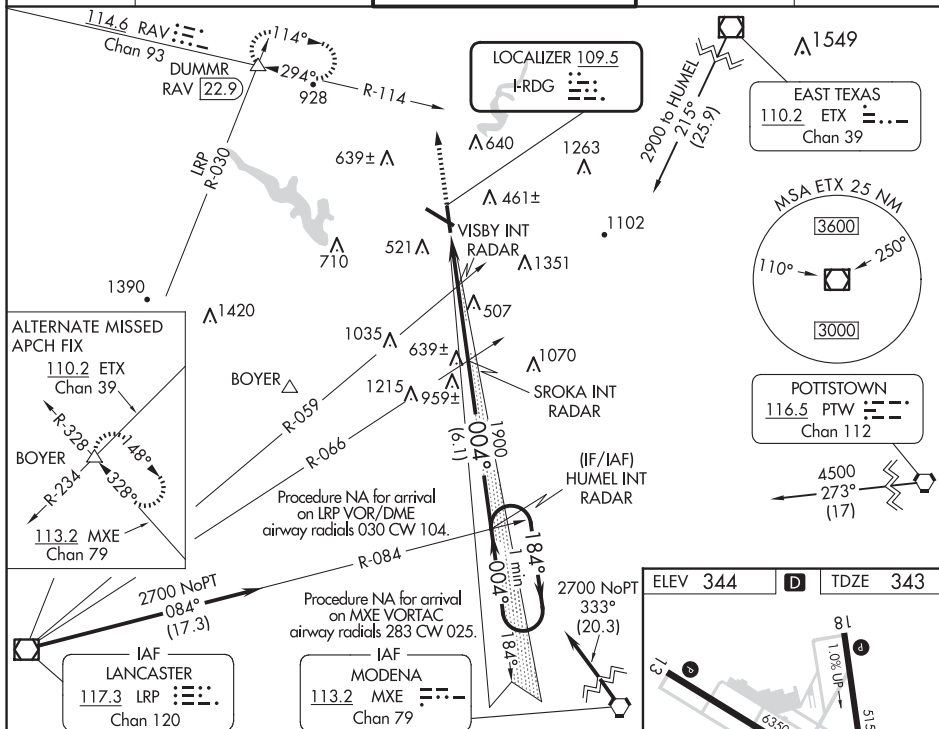 114.6 RAV
Chan 93
DUMMR
RAV 22.9
114°
294°
928
R-114
LOCALIZER 109.5
I-RDG
1549
EAST TEXAS
110.2 ETX
Chan 39
2900 to HUMEL
215°
(25.9)
LRP
R-030
639±
640
1263
461±
1102
VISBY INT
RADAR
521
710
1351
MSA ETX 25 NM
3600
110°
250°
3000
1390
1420
507
1035
639±
1070
BOYER
1215
959±
SROKA INT
RADAR
R-059
R-066
004°
(6.1)
1900
ALTERNATE MISSED
APCH FIX
110.2 ETX
Chan 39
R-328
148°
BOYER
328°
R-234
113.2 MXE
Chan 79
POTTSTOWN
116.5 PTW
Chan 112
4500
273°
(17)
(IF/IAF)
HUMEL INT
RADAR
Procedure NA for arrival
on LRP VOR/DME
airway radials 030 CW 104.
R-084
184°
1 min
004°
184°
2700 NoPT
084°
(17.3)
Procedure NA for arrival
on MXE VORTAC
airway radials 283 CW 025.
2700 NoPT
333°
(20.3)
IAF
LANCASTER
117.3 LRP
Chan 120
IAF
MODENA
113.2 MXE
Chan 79
ELEV 344
D
TDZE 343
18
P
1.0% UP
13
P
6350
515